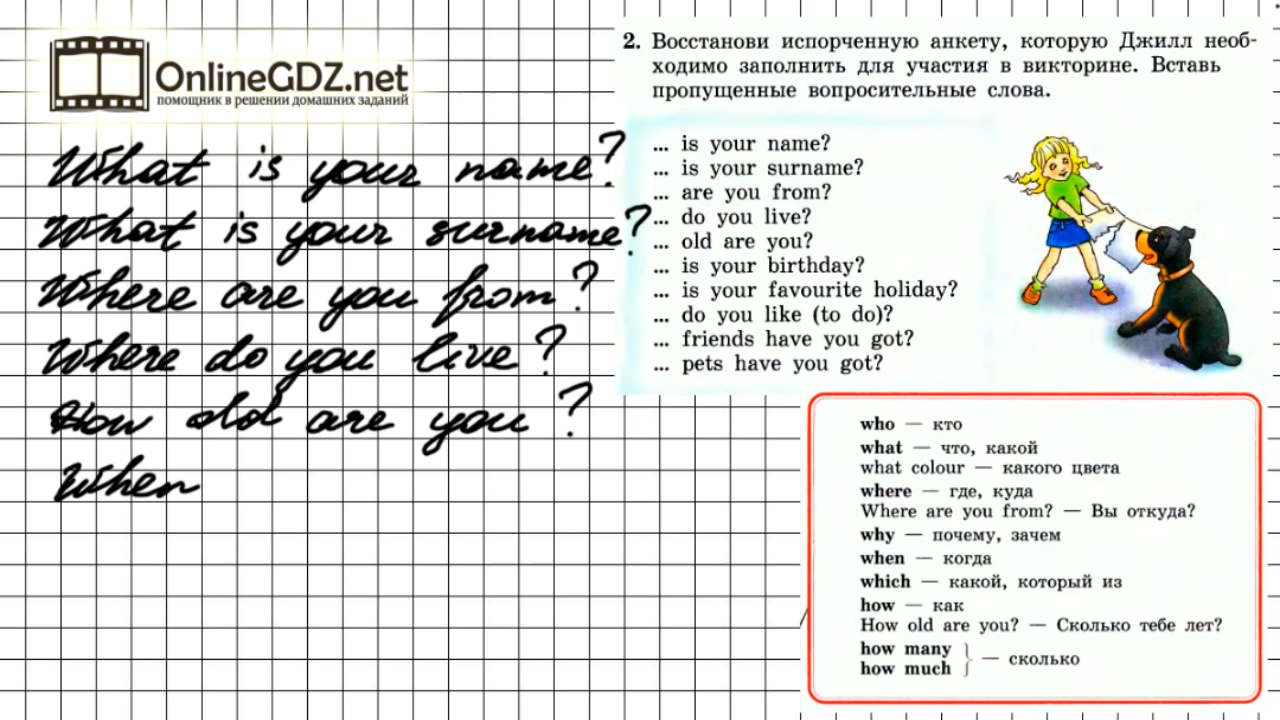 OnlineGDZ.net
помощник в решении домашних заданий
What is your name?
What is your surname?
Where are you from?
Where do you live?
How old are you?
When
2. Восстанови испорченную анкету, которую Джилл необ-
ходимо заполнить для участия в викторине. Вставь
пропущенные вопросительные слова.
... is your name?
... is your surname?
... are you from?
... do you live?
... old are you?
... is your birthday?
... is your favourite holiday?
... do you like (to do)?
... friends have you got?
... pets have you got?
who — кто
what — что, какой
what colour — какого цвета
where — где, куда
Where are you from? — Вы откуда?
why — почему, зачем
when — когда
which — какой, который из
how — как
How old are you? — Сколько тебе лет?
how many } — сколько
how much